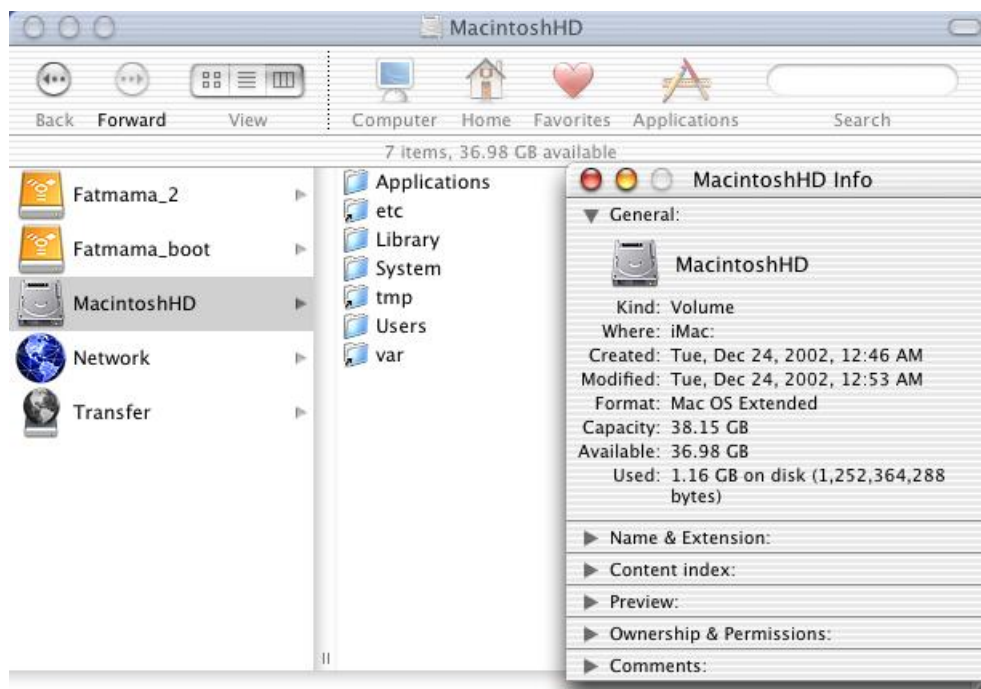 MacintoshHD
Back Forward View Computer Home Favorites Applications Search
7 items, 36.98 GB available
Fatmama_2
Fatmama_boot
MacintoshHD
Network
Transfer
Applications
etc
Library
System
tmp
Users
var
MacintoshHD Info
General:
MacintoshHD
Kind: Volume
Where: iMac:
Created: Tue, Dec 24, 2002, 12:46 AM
Modified: Tue, Dec 24, 2002, 12:53 AM
Format: Mac OS Extended
Capacity: 38.15 GB
Available: 36.98 GB
Used: 1.16 GB on disk (1,252,364,288
bytes)
Name & Extension:
Content index:
Preview:
Ownership & Permissions:
Comments: